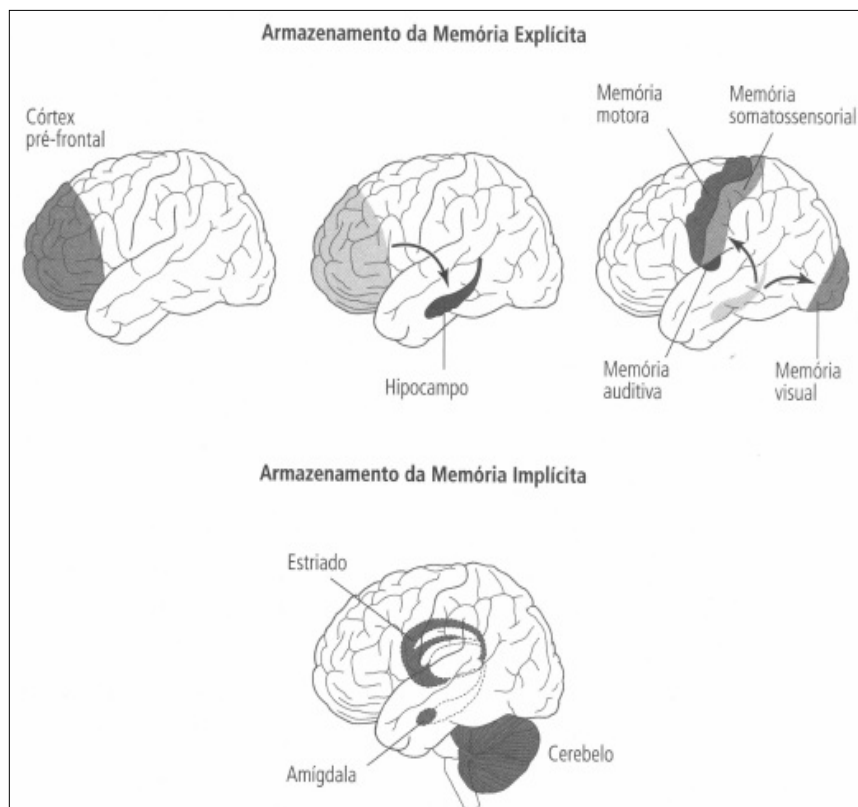 Armazenamento da Memória Explícita
Córtex
pré-frontal
Hipocampo
Memória
motora
Memória
somatossensorial
Memória
auditiva
Memória
visual
Armazenamento da Memória Implícita
Estriado
Amígdala
Cerebelo